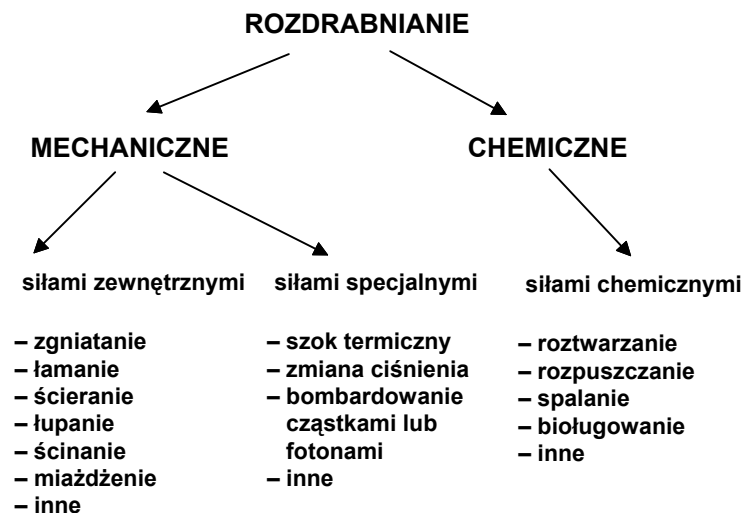 ROZDRABNIANIE
MECHANICZNE
CHEMICZNE
siłami zewnętrznymi
– zgniatanie
– łamanie
– ścieranie
– łupanie
– ścinanie
– miażdżenie
– inne
siłami specjalnymi
– szok termiczny
– zmiana ciśnienia
– bombardowanie
cząstkami lub
fotonami
– inne
siłami chemicznymi
– roztwarzanie
– rozpuszczanie
– spalanie
– bioługowanie
– inne